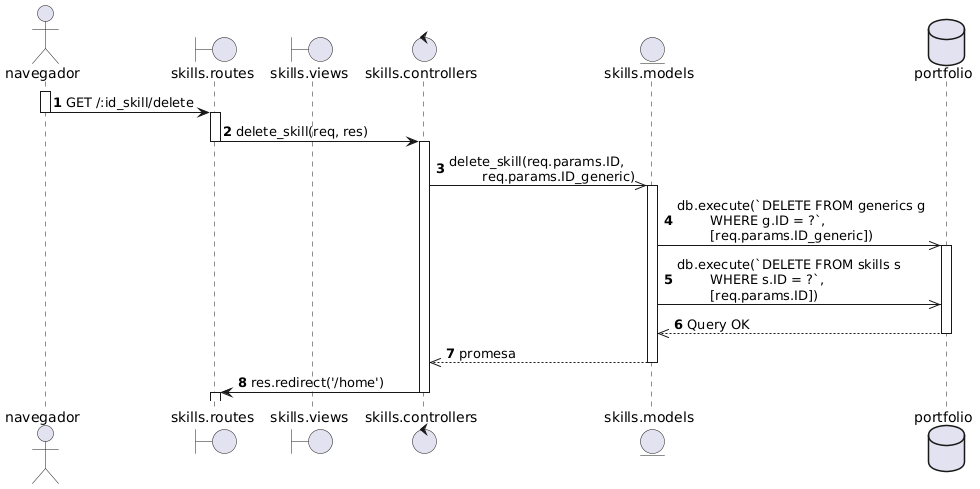 navegador
skills.routes
skills.views
skills.controllers
skills.models
portfolio
1 GET /:id_skill/delete
2 delete_skill(req, res)
3 delete_skill(req.params.ID,
req.params.ID_generic)
4 db.execute(`DELETE FROM generics g
WHERE g.ID = ?`,
[req.params.ID_generic])
5 db.execute(`DELETE FROM skills s
WHERE s.ID = ?`,
[req.params.ID])
6 Query OK
7 promesa
8 res.redirect('/home')
navegador
skills.routes
skills.views
skills.controllers
skills.models
portfolio